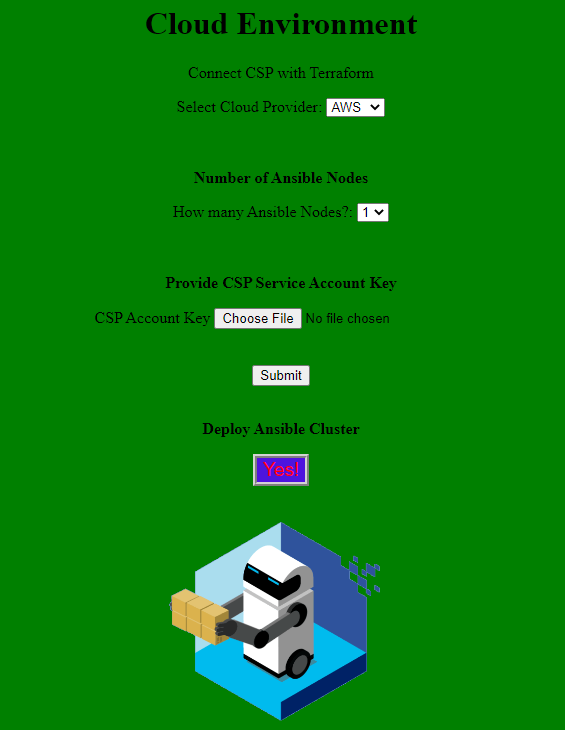 Cloud Environment
Connect CSP with Terraform
Select Cloud Provider: AWS
Number of Ansible Nodes
How many Ansible Nodes?: 1
Provide CSP Service Account Key
CSP Account Key Choose File No file chosen
Submit
Deploy Ansible Cluster
Yes!